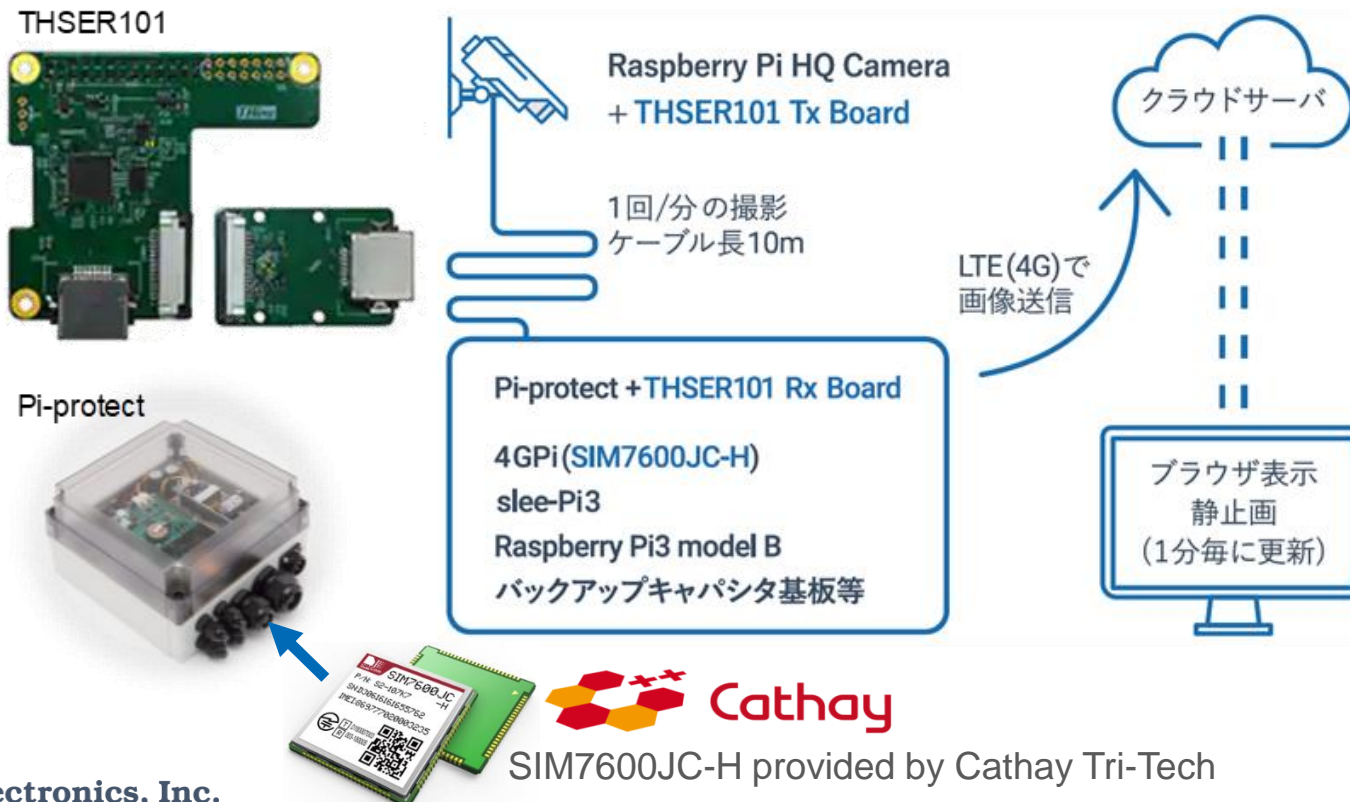 THSER101
THine
Raspberry Pi HQ Camera
+ THSER101 Tx Board
1回/分の撮影
ケーブル長10m
クラウドサーバ
LTE(4G)で
画像送信
Pi-protect
Pi-protect +THSER101 Rx Board
4GPi(SIM7600JC-H)
slee-Pi3
Raspberry Pi3 model B
バックアップキャパシタ基板等
ブラウザ表示
静止画
(1分毎に更新)
SIM7600JC
-H
P/N: S2-107K7
Cathay
SIM7600JC-H provided by Cathay Tri-Tech
ectronics, Inc.